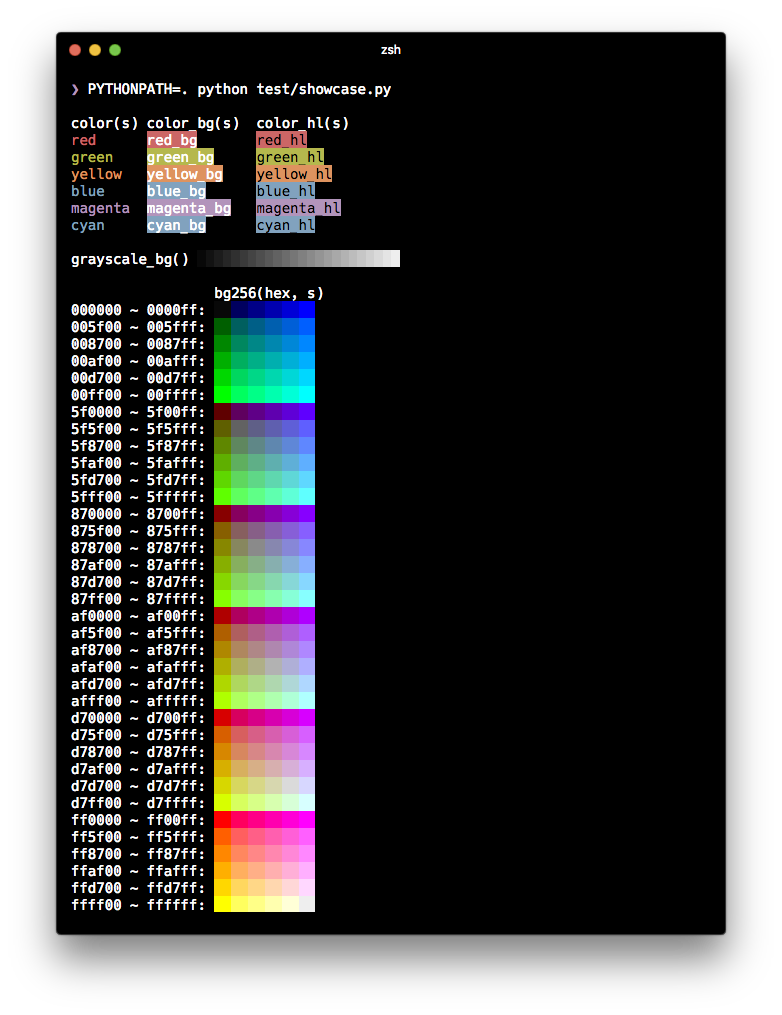 zsh
❯ PYTHONPATH=. python test/showcase.py
color(s) color_bg(s) color_hl(s)
red red_bg red_hl
green green_bg green_hl
yellow yellow_bg yellow_hl
blue blue_bg blue_hl
magenta magenta_bg magenta_hl
cyan cyan_bg cyan_hl
grayscale_bg()
bg256(hex, s)
000000 ~ 0000ff:
005f00 ~ 005fff:
008700 ~ 0087ff:
00af00 ~ 00afff:
00d700 ~ 00d7ff:
00ff00 ~ 00ffff:
5f0000 ~ 5f00ff:
5f5f00 ~ 5f5fff:
5f8700 ~ 5f87ff:
5faf00 ~ 5fafff:
5fd700 ~ 5fd7ff:
5fff00 ~ 5fffff:
870000 ~ 8700ff:
875f00 ~ 875fff:
878700 ~ 8787ff:
87af00 ~ 87afff:
87d700 ~ 87d7ff:
87ff00 ~ 87ffff:
af0000 ~ af00ff:
af5f00 ~ af5fff:
af8700 ~ af87ff:
afaf00 ~ afafff:
afd700 ~ afd7ff:
afff00 ~ afffff:
d70000 ~ d700ff:
d75f00 ~ d75fff:
d78700 ~ d787ff:
d7af00 ~ d7afff:
d7d700 ~ d7d7ff:
d7ff00 ~ d7ffff:
ff0000 ~ ff00ff:
ff5f00 ~ ff5fff:
ff8700 ~ ff87ff:
ffaf00 ~ ffafff:
ffd700 ~ ffd7ff:
ffff00 ~ ffffff: